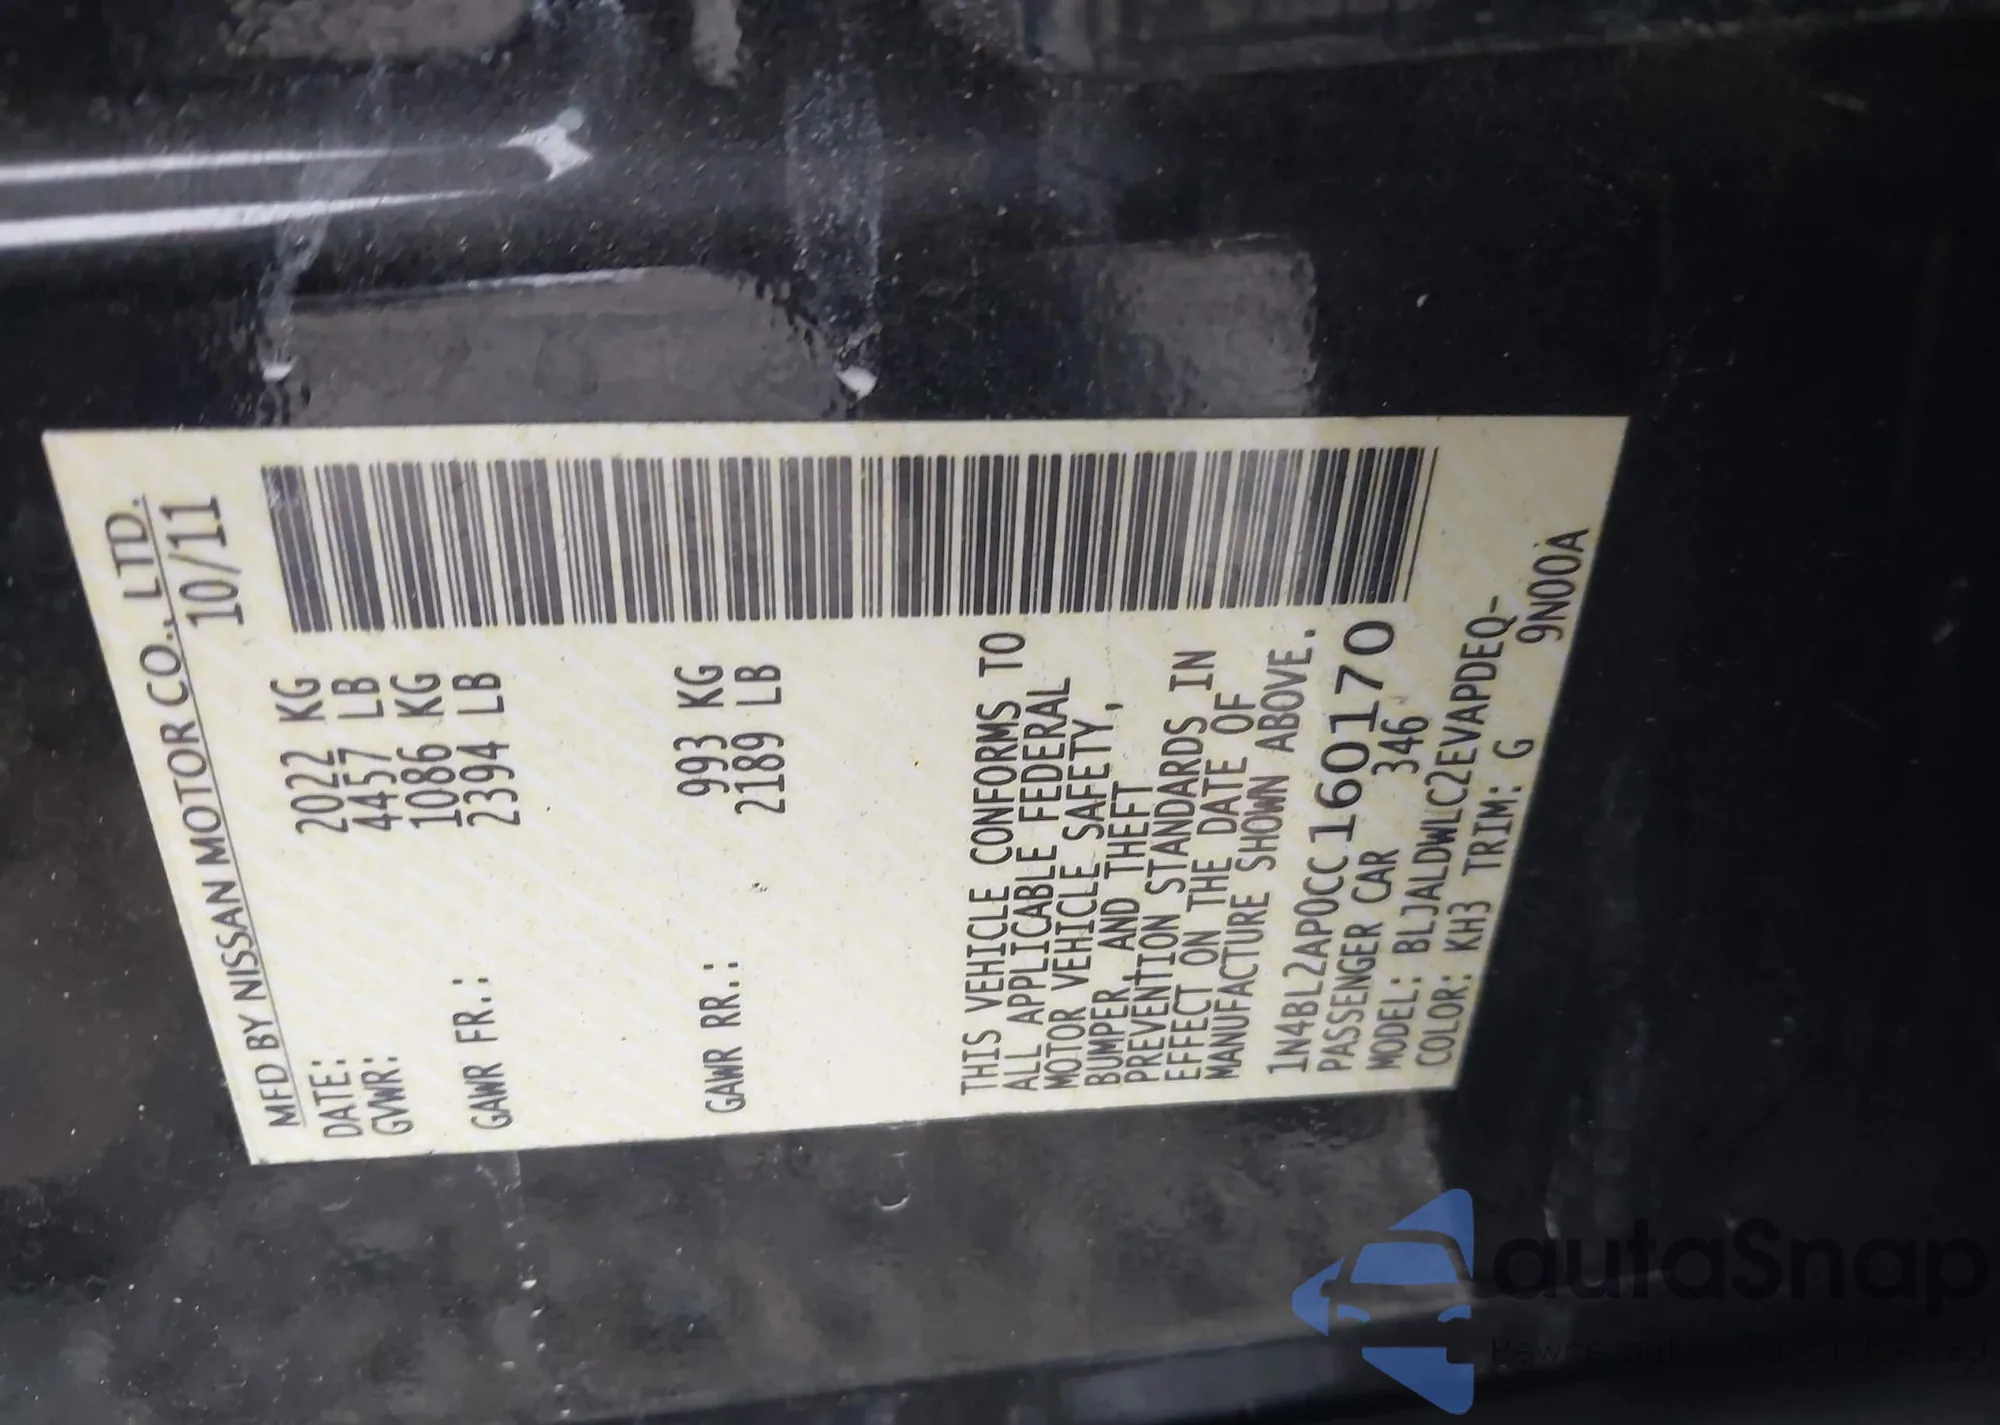 MFD BY NISSAN MOTOR CO., LTD.
DATE: 10/11
GVWR: 2022 KG
4457 LB
GAWR FR.: 1086 KG
2394 LB
GAWR RR.: 993 KG
2189 LB
THIS VEHICLE CONFORMS TO
ALL APPLICABLE FEDERAL
MOTOR VEHICLE SAFETY,
BUMPER, AND THEFT
PREVENTION STANDARDS IN
EFFECT ON THE DATE OF
MANUFACTURE SHOWN ABOVE.
1N4BL2AP0CC160170
PASSENGER CAR 346
MODEL: BLJALDWLC2EVAPDEQ-
COLOR: KH3 TRIM: G 9N00A
autaSnap